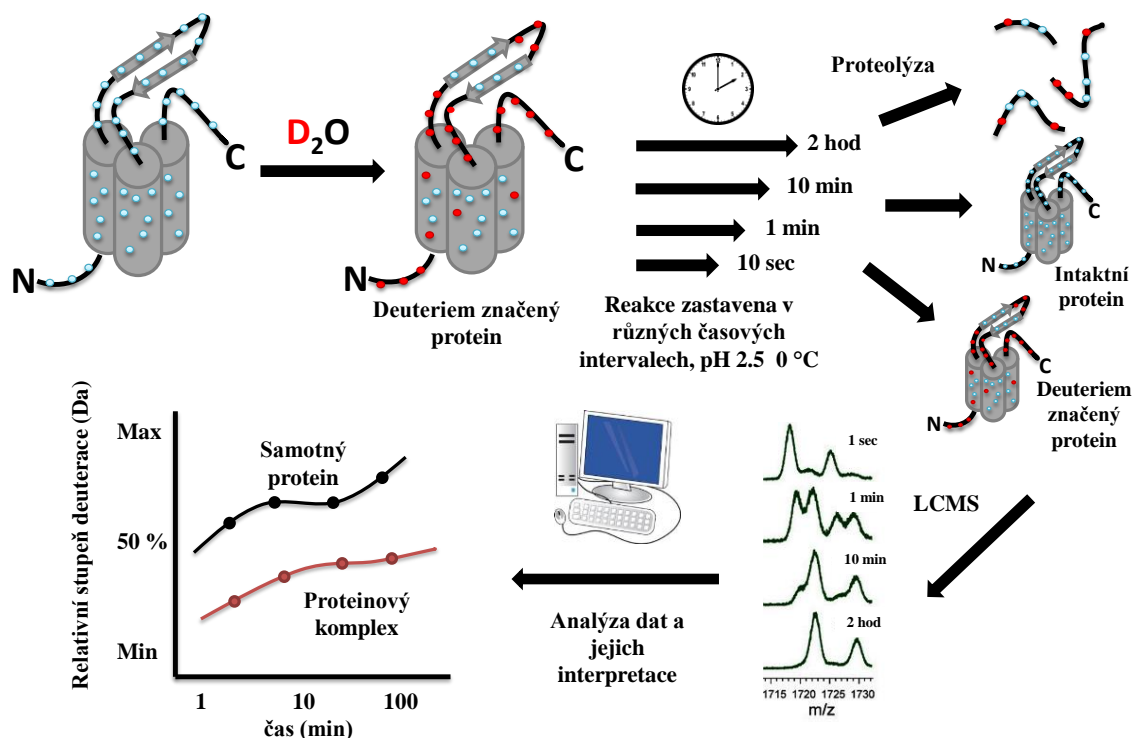 C
N
D₂O
C
N
Deuteriem značený
protein
12
2 hod
10 min
1 min
10 sec
Reakce zastavena v
různých časových
intervalech, pH 2.5 0 °C
Proteolýza
C
N
Intaktní
protein
C
N
Deuteriem
značený
protein
LCMS
1 sec
1 min
10 min
2 hod
1715 1720 1725 1730
m/z
Analýza dat a
jejich
interpretace
Relativní stupeň deuterace (Da)
Max
50 %
Min
Samotný
protein
Proteinový
komplex
1 10 100
čas (min)